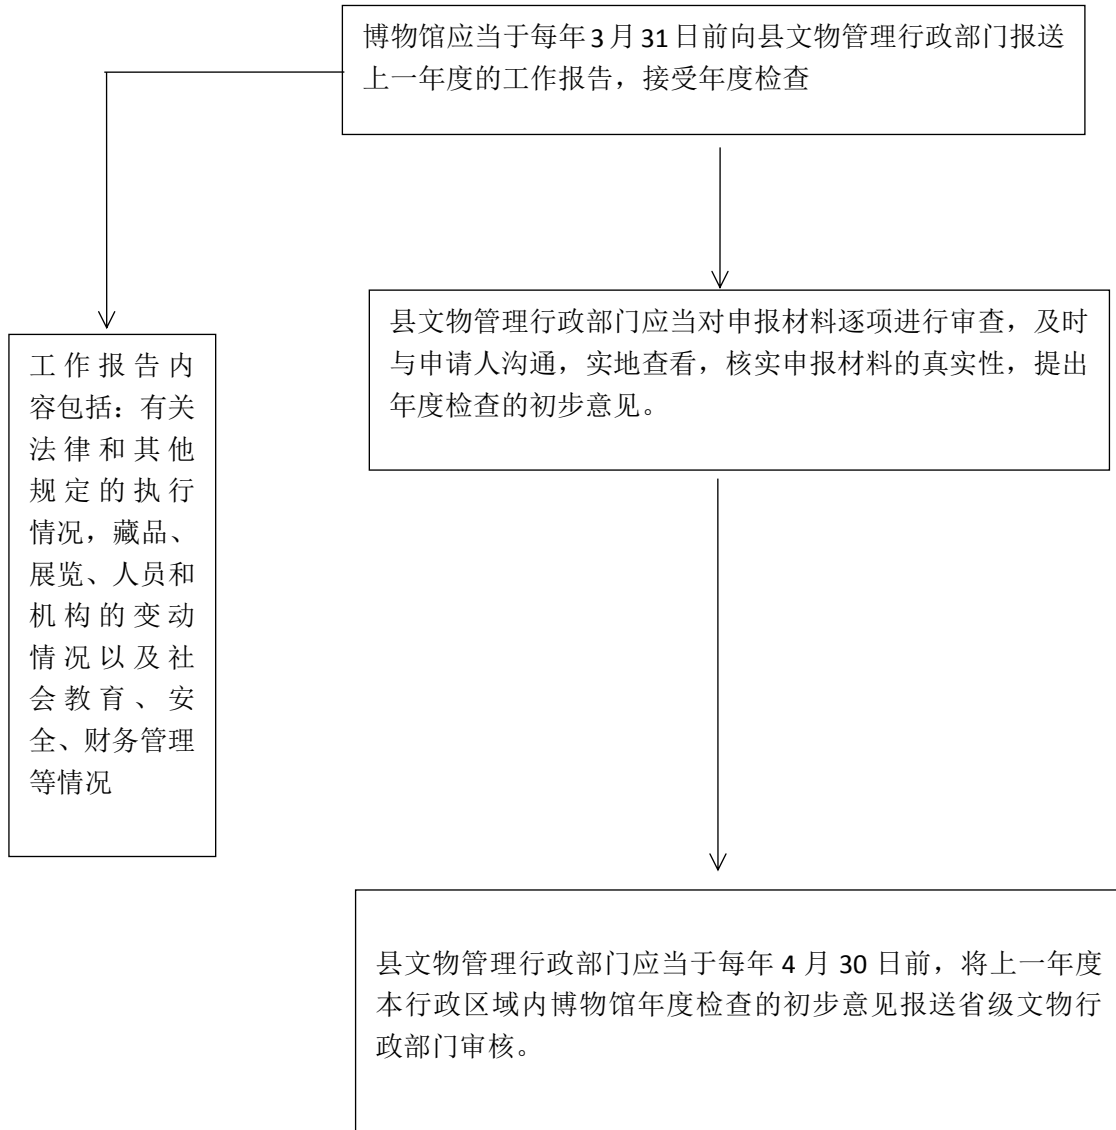 博物馆应当于每年 3 月 31 日前向县文物管理行政部门报送
上一年度的工作报告，接受年度检查
县文物管理行政部门应当对申报材料逐项进行审查，及时
与申请人沟通，实地查看，核实申报材料的真实性，提出
年度检查的初步意见。
工作报告内
容包括：有关
法律和其他
规定的执行
情况，藏品、
展览、人员和
机构的变动
情况以及社
会教育、安
全、财务管理
等情况
县文物管理行政部门应当于每年 4 月 30 日前，将上一年度
本行政区域内博物馆年度检查的初步意见报送省级文物行
政部门审核。